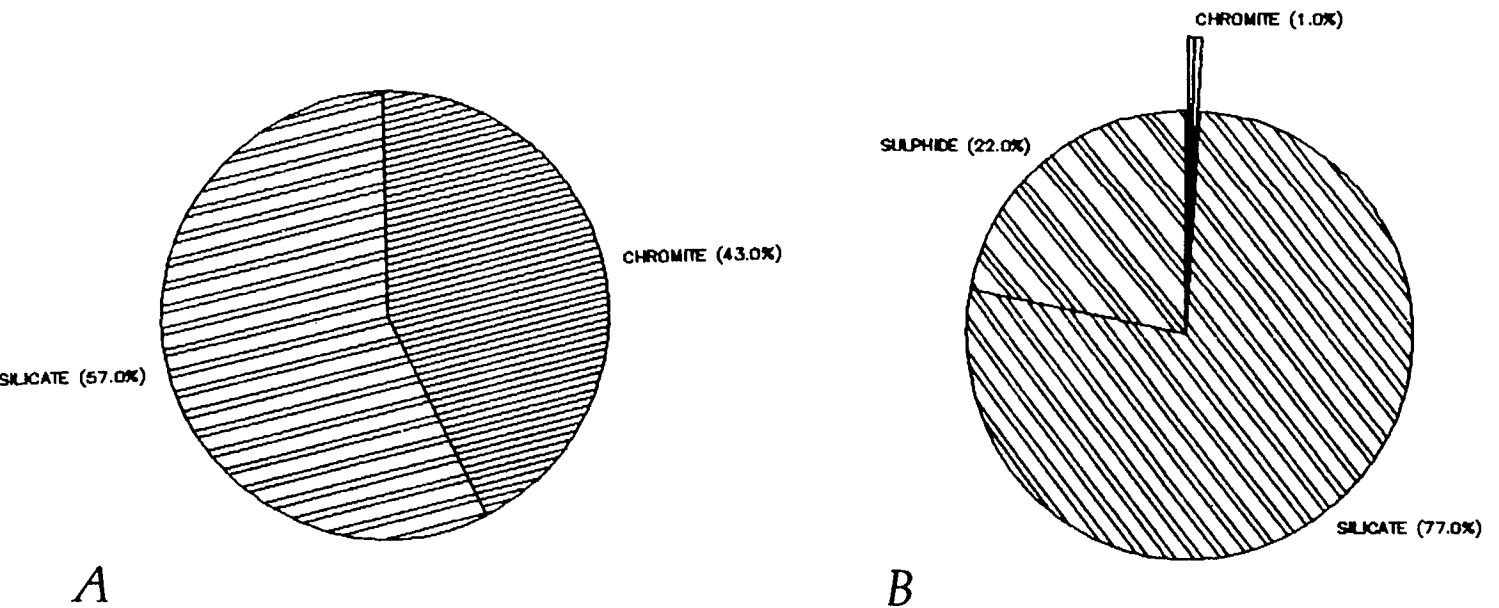 CHROMITE (1.0%)
SULPHIDE (22.0%)
CHROMITE (43.0%)
SILICATE (57.0%)
SILICATE (77.0%)
A
B